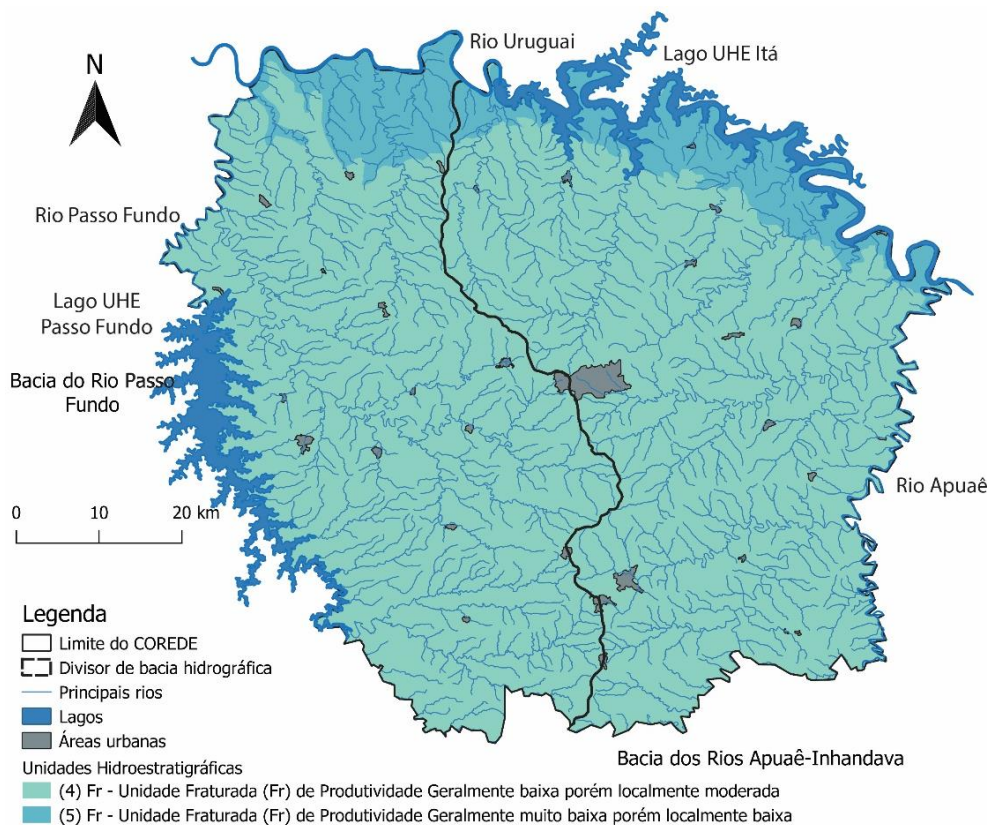 Rio Uruguai
Lago UHE Itá
N
Rio Passo Fundo
Lago UHE
Passo Fundo
Bacia do Rio Passo
Fundo
Rio Apuaê
0 10 20 km
Bacia dos Rios Apuaê-Inhandava
Legenda
Limite do COREDE
Divisor de bacia hidrográfica
Principais rios
Lagos
Áreas urbanas
Unidades Hidroestratigráficas
(4) Fr - Unidade Fraturada (Fr) de Produtividade Geralmente baixa porém localmente moderada
(5) Fr - Unidade Fraturada (Fr) de Produtividade Geralmente muito baixa porém localmente baixa